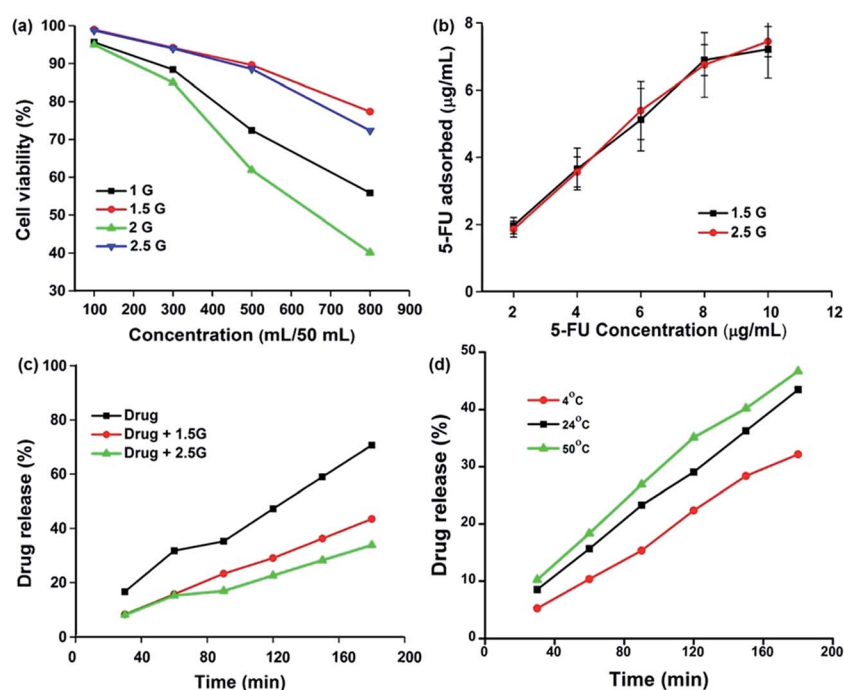 (a)
100
90
80
70
60
50
40
30
Cell viability (%)
1 G
1.5 G
2 G
2.5 G
100 200 300 400 500 600 700 800 900
Concentration (mL/50 mL)
(b)
8
6
4
2
0
5-FU adsorbed (μg/mL)
1.5 G
2.5 G
2 4 6 8 10 12
5-FU Concentration (μg/mL)
(c)
100
80
60
40
20
0
Drug release (%)
Drug
Drug + 1.5G
Drug + 2.5G
0 40 80 120 160 200
Time (min)
(d)
50
40
30
20
10
0
Drug release (%)
4°C
24°C
50°C
0 40 80 120 160 200
Time (min)